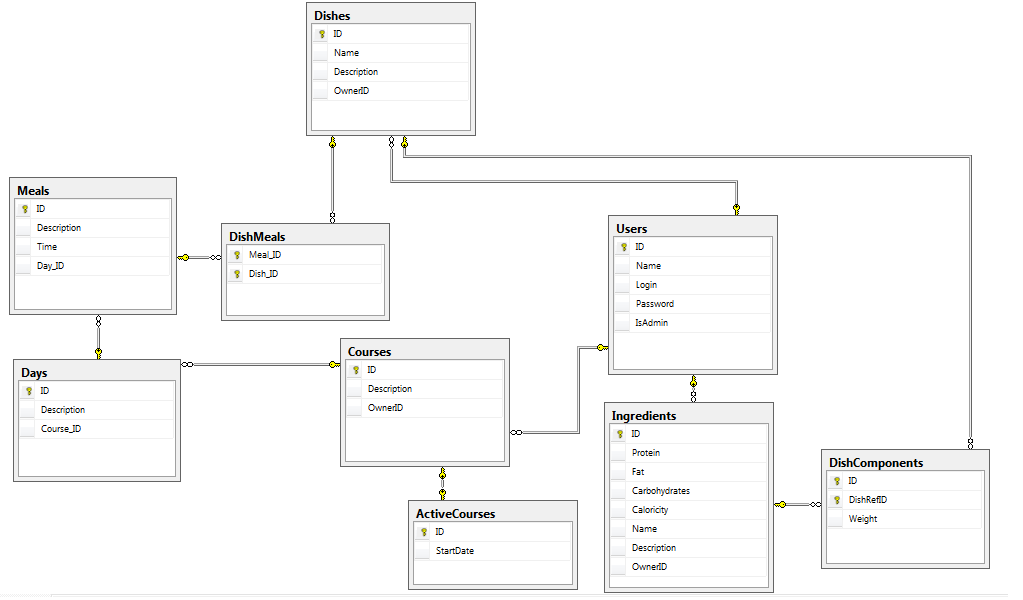 Dishes
ID
Name
Description
OwnerID
Meals
ID
Description
Time
Day_ID
DishMeals
Meal_ID
Dish_ID
Users
ID
Name
Login
Password
IsAdmin
Days
ID
Description
Course_ID
Courses
ID
Description
OwnerID
Ingredients
ID
Protein
Fat
Carbohydrates
Caloricity
Name
Description
OwnerID
DishComponents
ID
DishRefID
Weight
ActiveCourses
ID
StartDate